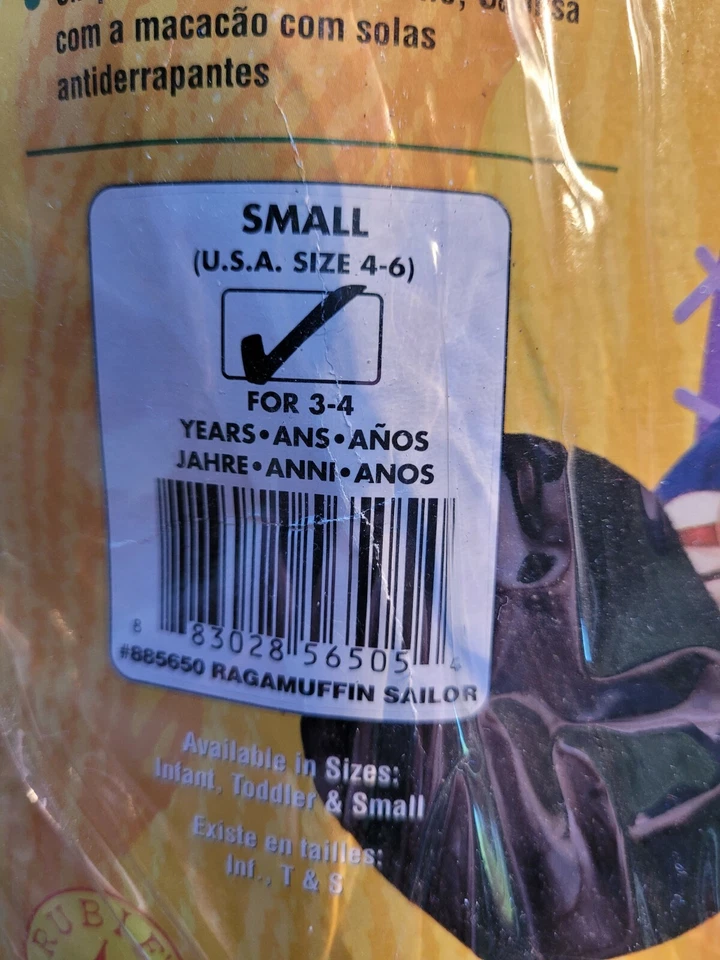 com a macacão com solas
antiderrapantes
SMALL
(U.S.A. SIZE 4-6)
FOR 3-4
YEARS•ANS•AÑOS
JAHRE•ANNI•ANOS
8 83028 56505 4
#885650 RAGAMUFFIN SAILOR
Available in Sizes:
Infant, Toddler & Small
Existe en tailles:
Inf., T & S
RUBIE'